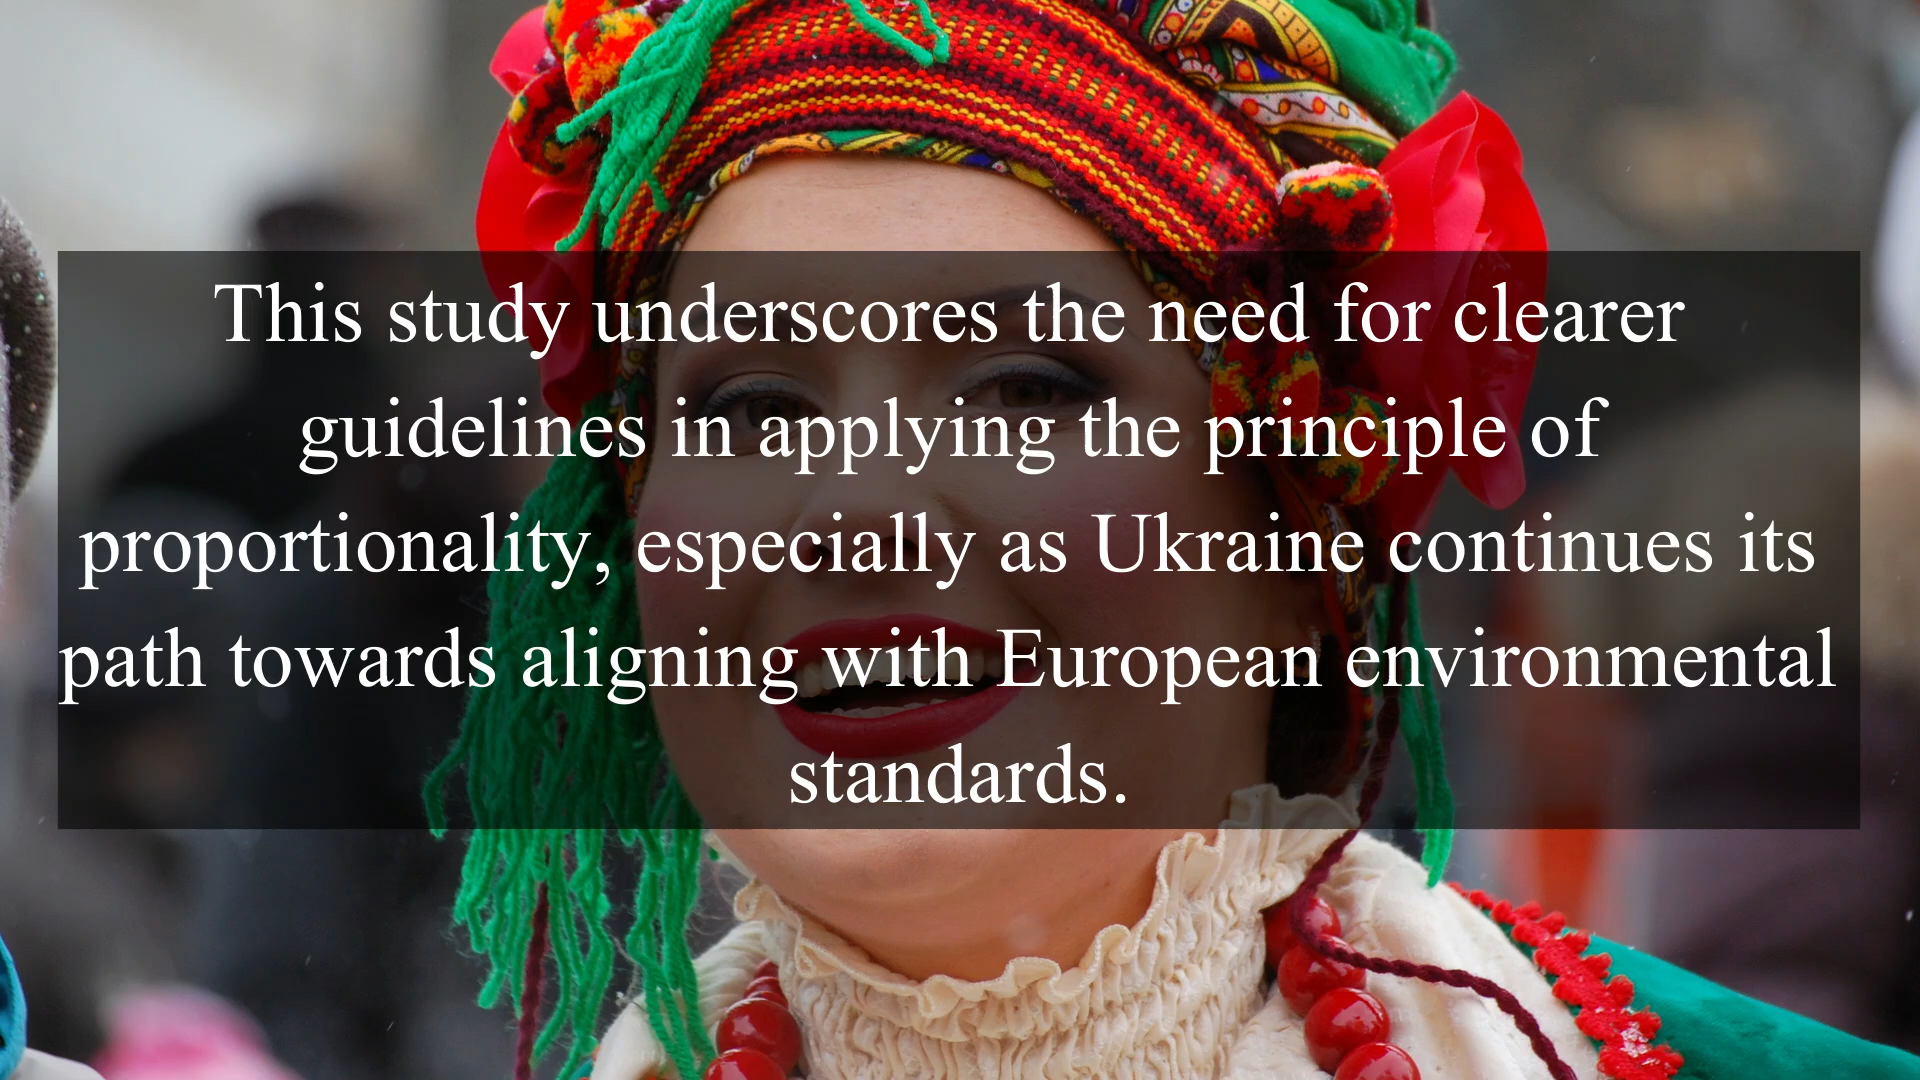 This study underscores the need for clearer
guidelines in applying the principle of
proportionality, especially as Ukraine continues its
path towards aligning with European environmental
standards.